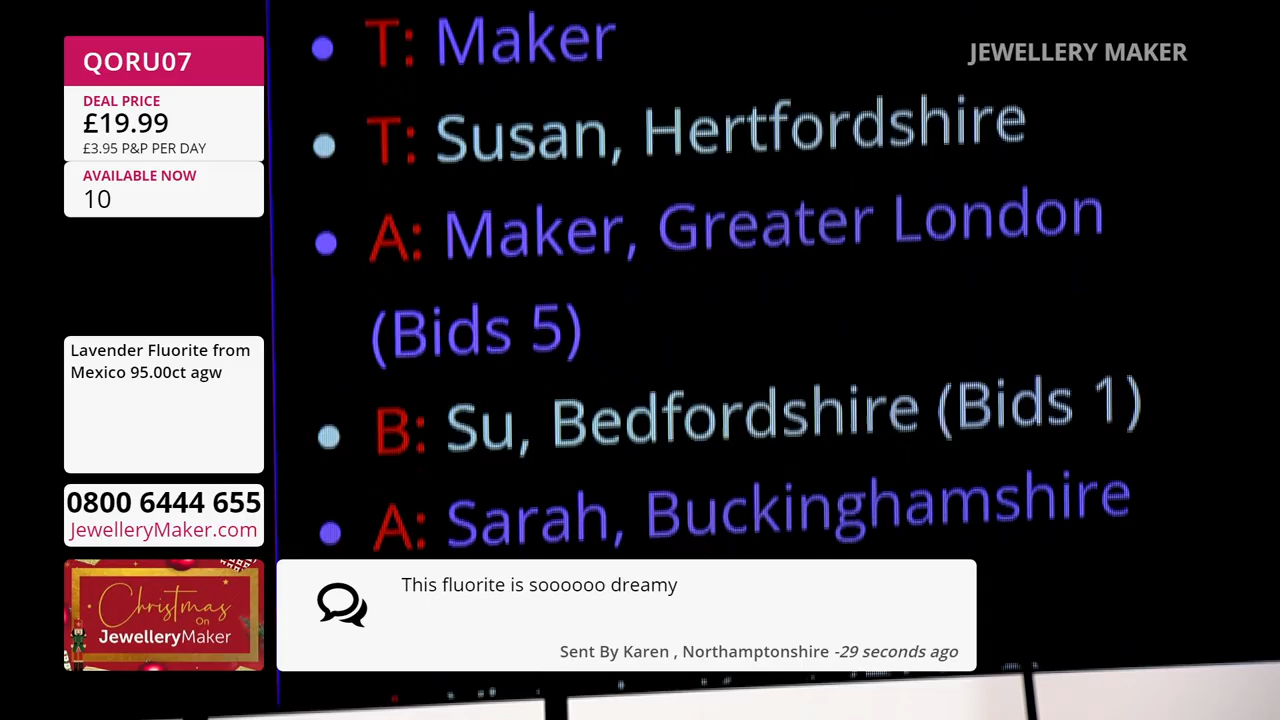 QORU07
DEAL PRICE
£19.99
£3.95 P&P PER DAY
AVAILABLE NOW
10
Lavender Fluorite from
Mexico 95.00ct agw
0800 6444 655
JewelleryMaker.com
Christmas
On
JewelleryMaker
JEWELLERY MAKER
T: Maker
T: Susan, Hertfordshire
A: Maker, Greater London
(Bids 5)
B: Su, Bedfordshire (Bids 1)
A: Sarah, Buckinghamshire
This fluorite is soooooo dreamy
Sent By Karen , Northamptonshire -29 seconds ago